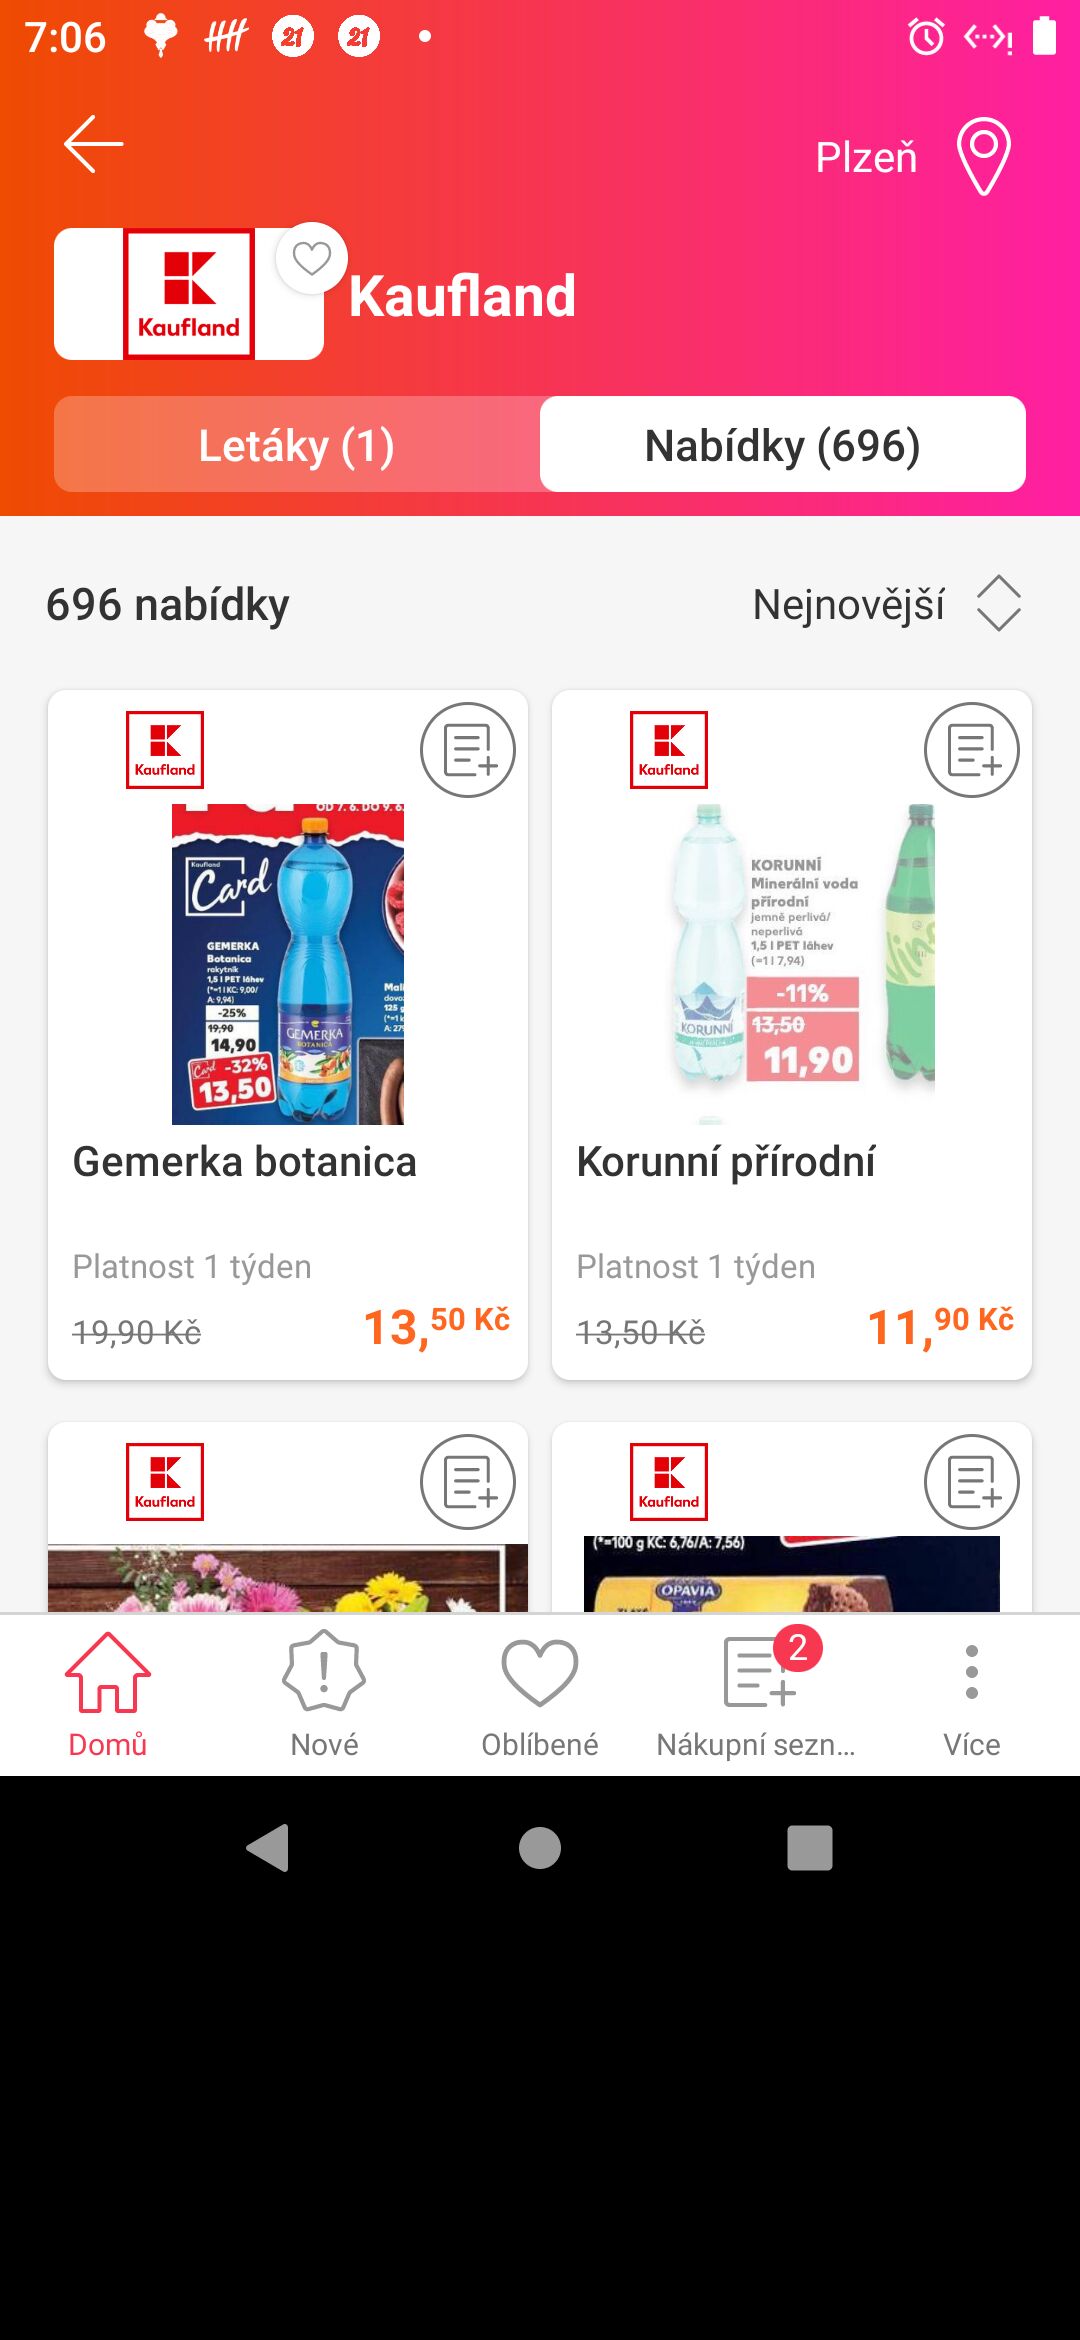 7:06
21
21
Plzeň
Kaufland
Kaufland
Letáky (1)
Nabídky (696)
696 nabídky
Nejnovější
Kaufland
OD 7. 6. DO 9. 6.
Kaufland
Card
GEMERKA
Botanica
rakytník
1,5 l PET láhev
(*=1 l KC: 9,00/
A: 9,94)
-25%
19,90
14,90
Card -32%
13,50
GEMERKA
BOTANICA
Gemerka botanica
Platnost 1 týden
19,90 Kč
13,50 Kč
Kaufland
KORUNNÍ
Minerální voda
přírodní
jemně perlivá/
neperlivá
1,5 l PET láhev
(=1 l 7,94)
-11%
13,50
11,90
KORUNNÍ
Korunní přírodní
Platnost 1 týden
13,50 Kč
11,90 Kč
Kaufland
Kaufland
(*=100 g KC: 6,76/A: 7,56)
OPAVIA
Domů
Nové
Oblíbené
2
Nákupní sezn...
Více